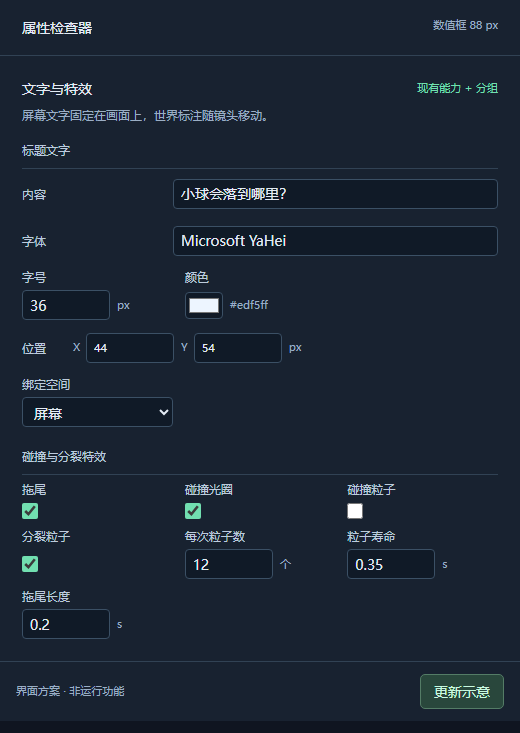 属性检查器 数值框 88 px
文字与特效 现有能力 + 分组
屏幕文字固定在画面上，世界标注随镜头移动。
标题文字
内容 小球会落到哪里？
字体 Microsoft YaHei
字号 颜色
36 px #edf5ff
位置 X 44 Y 54 px
绑定空间
屏幕
碰撞与分裂特效
拖尾 碰撞光圈 碰撞粒子
分裂粒子 每次粒子数 粒子寿命
12 个 0.35 s
拖尾长度
0.2 s
界面方案 · 非运行功能 更新示意